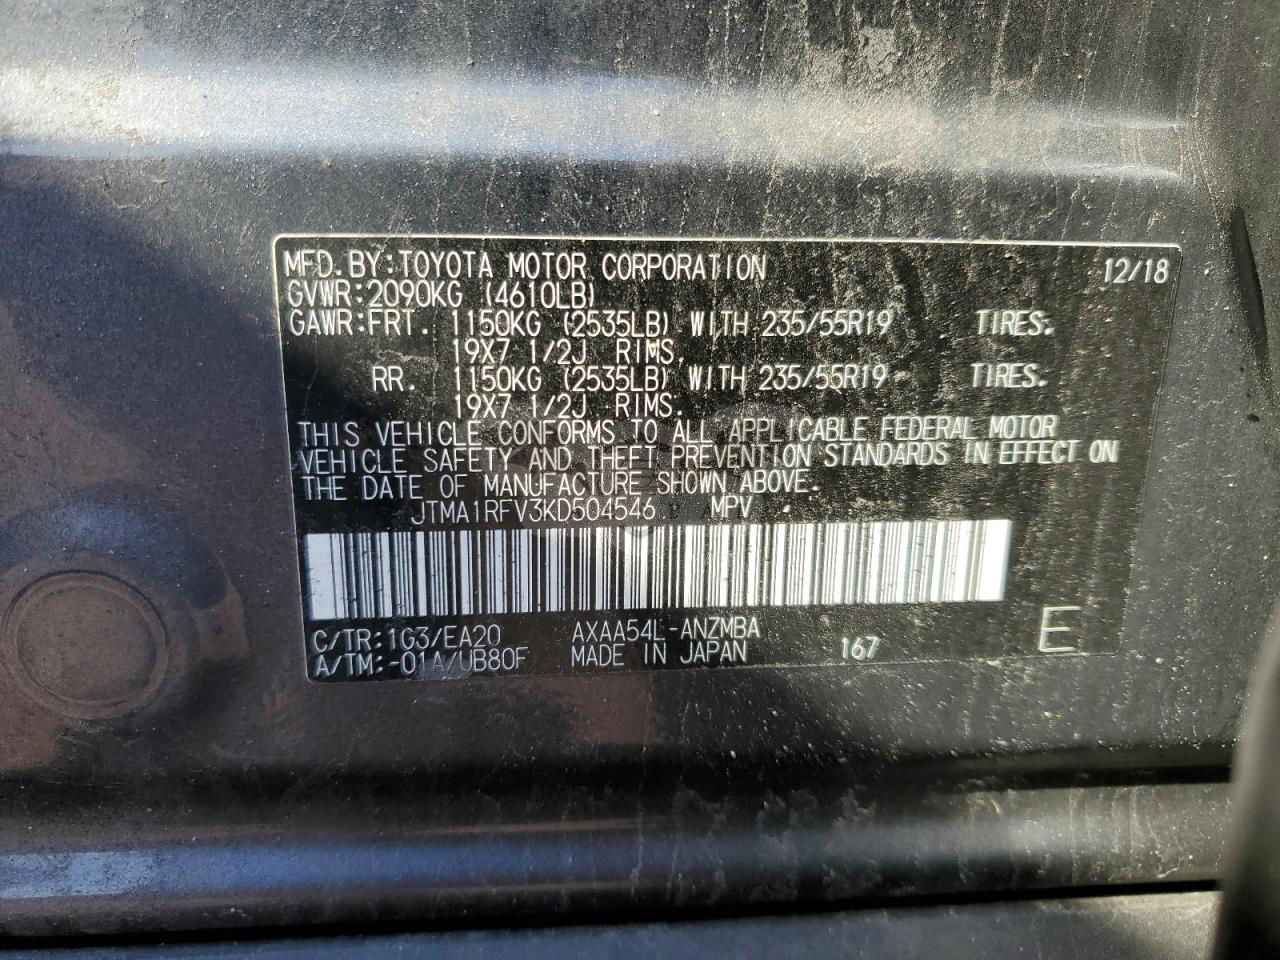 MFD.BY:TOYOTA MOTOR CORPORATION 12/18
GVWR:2090KG (4610LB)
GAWR:FRT. 1150KG (2535LB) WITH 235/55R19 TIRES.
19X7 1/2J RIMS.
RR. 1150KG (2535LB) WITH 235/55R19 TIRES.
19X7 1/2J RIMS.
THIS VEHICLE CONFORMS TO ALL APPLICABLE FEDERAL MOTOR
VEHICLE SAFETY AND THEFT PREVENTION STANDARDS IN EFFECT ON
THE DATE OF MANUFACTURE SHOWN ABOVE.
JTMA1RFV3KD504546 MPV
C/TR:1G3/EA20 AXAA54L-ANZMBA
A/TM:-01A/UB80F MADE IN JAPAN 167 E